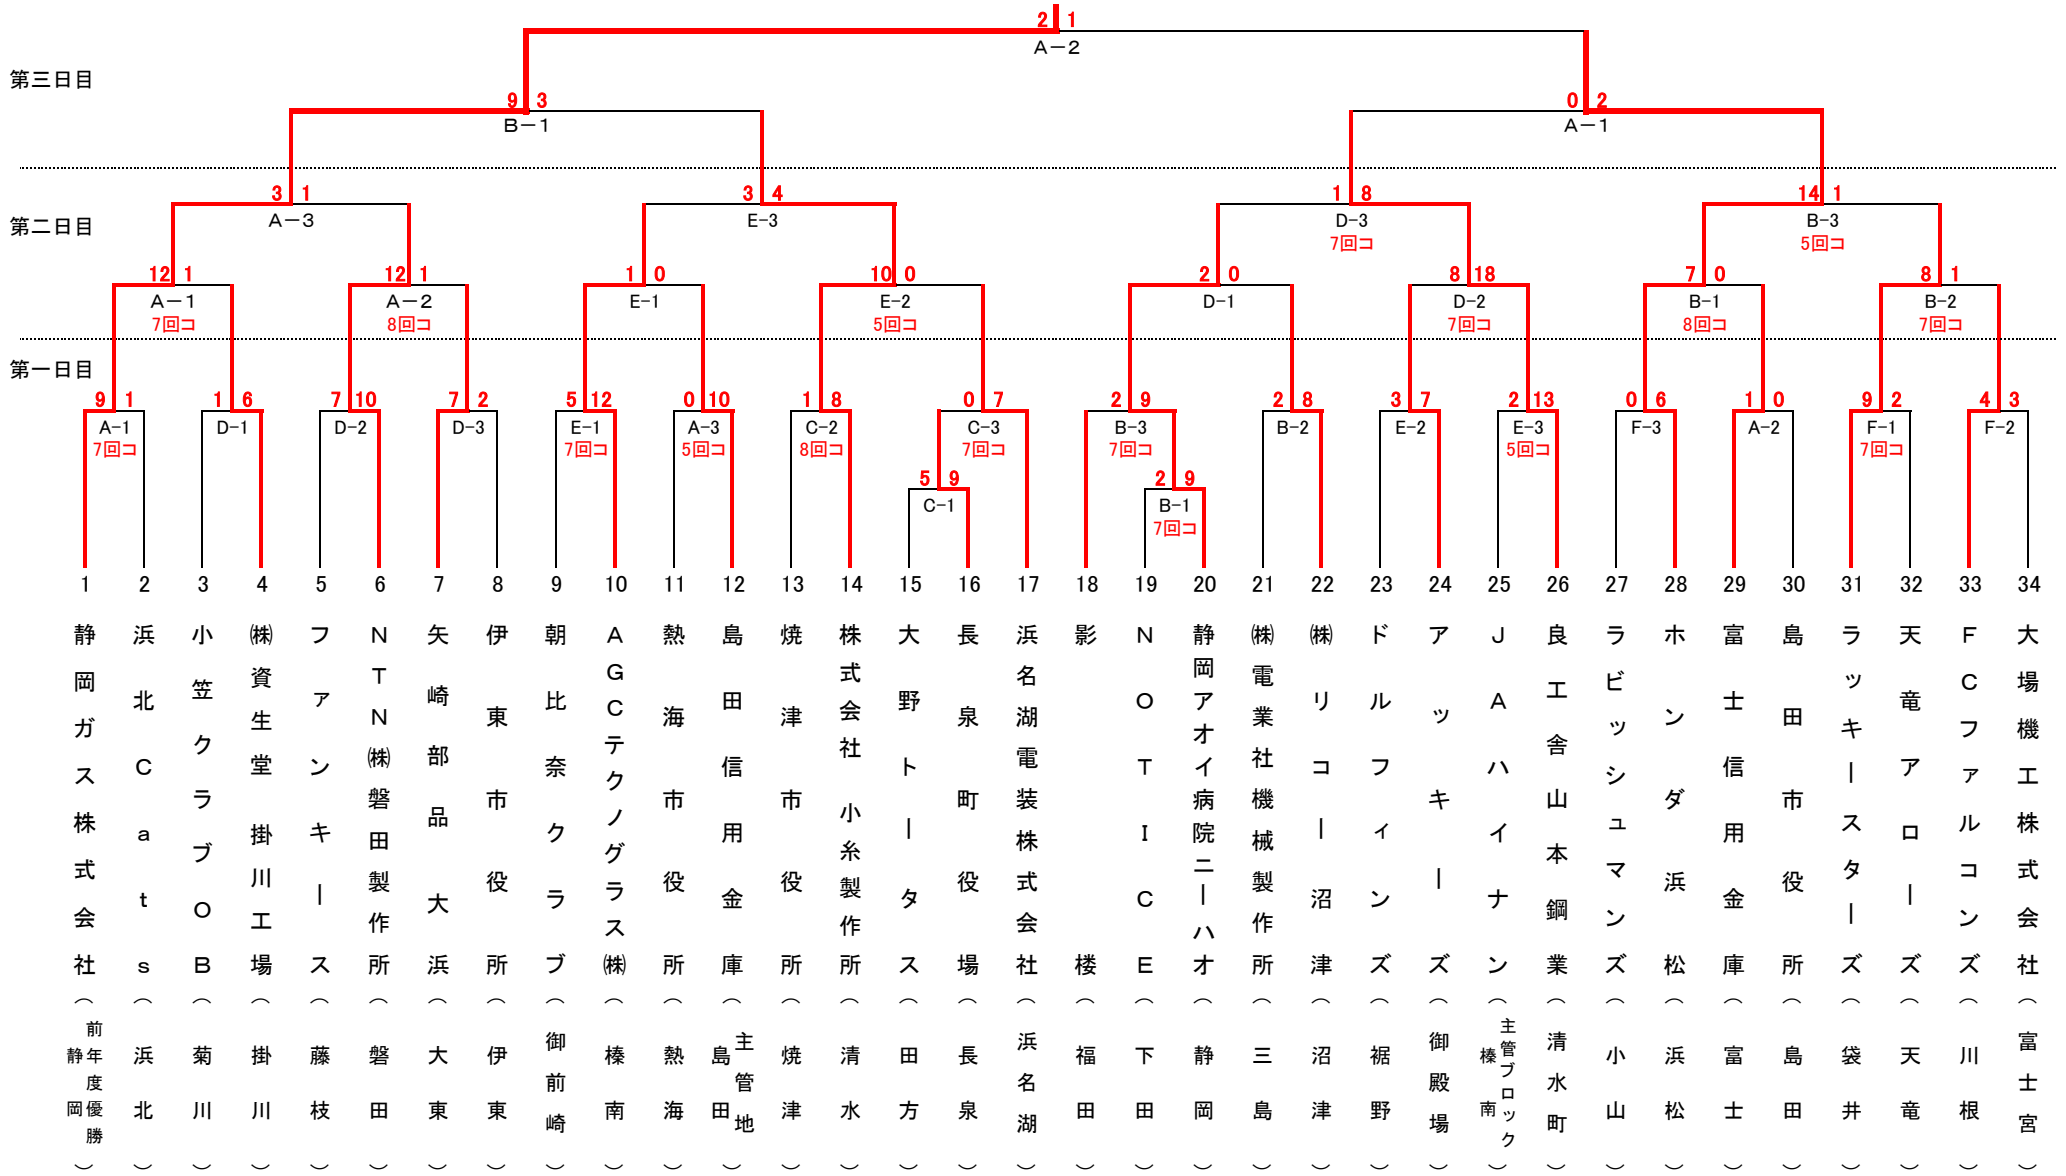 2 1
A－2
第三日目
9 3
B－1
0 2
A－1
3 1
A－3
3 4
E-3
1 8
D-3
7回コ
14 1
B-3
5回コ
第二日目
12 1
A－1
7回コ
12 1
A－2
8回コ
1 0
E-1
10 0
E-2
5回コ
2 0
D-1
8 18
D-2
7回コ
7 0
B-1
8回コ
8 1
B-2
7回コ
第一日目
9 1
A-1
7回コ
1 6
D-1
7 10
D-2
7 2
D-3
5 12
E-1
7回コ
0 10
A-3
5回コ
1 8
C-2
8回コ
0 7
C-3
7回コ
2 9
B-3
7回コ
2 8
B-2
3 7
E-2
2 13
E-3
5回コ
0 6
F-3
1 0
A-2
9 2
F-1
7回コ
4 3
F-2
5 9
C-1
2 9
B-1
7回コ
1 静岡ガス株式会社（静岡 前年度優勝）
2 浜北Cats（浜北）
3 小笠クラブOB（菊川）
4 ㈱資生堂 掛川工場（掛川）
5 ファンキース（藤枝）
6 NTN㈱磐田製作所（磐田）
7 矢崎部品大浜（大東）
8 伊東市役所（伊東）
9 朝比奈クラブ（御前崎）
10 AGCテクノグラス㈱（榛南）
11 熱海市役所（熱海）
12 島田信用金庫（島田 主管地）
13 焼津市役所（焼津）
14 株式会社 小糸製作所（清水）
15 大野トータス（田方）
16 長泉町役場（長泉）
17 浜名湖電装株式会社（浜名湖）
18 影楼（福田）
19 NOTICE（下田）
20 静岡アオイ病院ニーハオ（静岡）
21 ㈱電業社機械製作所（三島）
22 ㈱リコー沼津（沼津）
23 ドルフィンズ（裾野）
24 アッキーズ（御殿場）
25 JAハイナン（榛南 主管ブロック）
26 良工舎山本鋼業（清水町）
27 ラビッシュマンズ（小山）
28 ホンダ浜松（浜松）
29 富士信用金庫（富士）
30 島田市役所（島田）
31 ラッキースターズ（袋井）
32 天竜アローズ（天竜）
33 FCファルコンズ（川根）
34 大場機工株式会社（富士宮）